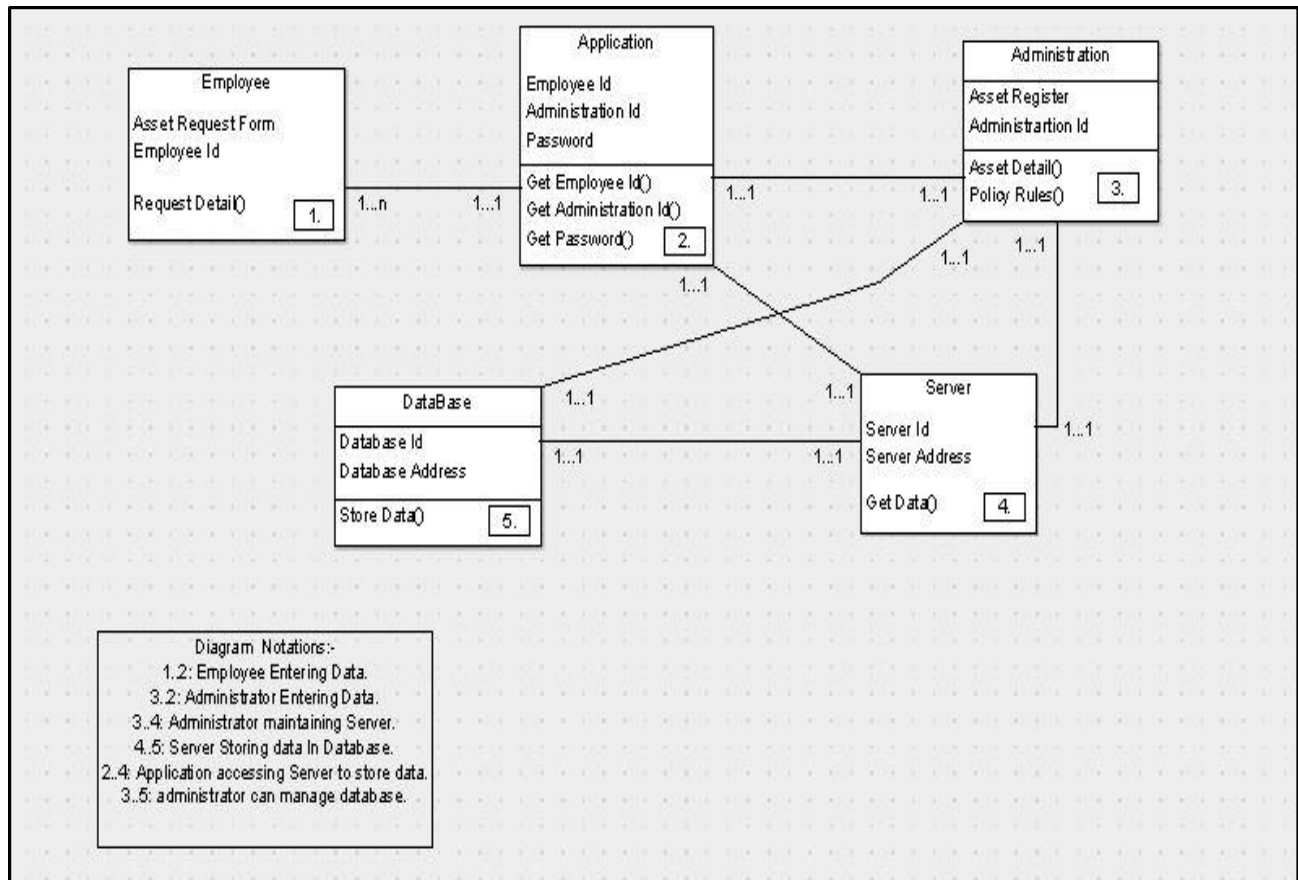 Employee
Asset Request Form
Employee Id
Request Detail()
1.
1...n
1...1
Application
Employee Id
Administration Id
Password
Get Employee Id()
Get Administration Id()
Get Password()
2.
1...1
1...1
1...1
Administration
Asset Register
Administrartion Id
Asset Detail()
Policy Rules()
3.
1...1
1...1
DataBase
Database Id
Database Address
Store Data()
5.
1...1
1...1
1...1
1...1
Server
Server Id
Server Address
Get Data()
4.
1...1
Diagram Notations:-
1.2: Employee Entering Data.
3.2: Administrator Entering Data.
3..4: Administrator maintaining Server.
4..5: Server Storing data In Database.
2..4: Application accessing Server to store data.
3..5: administrator can manage database.